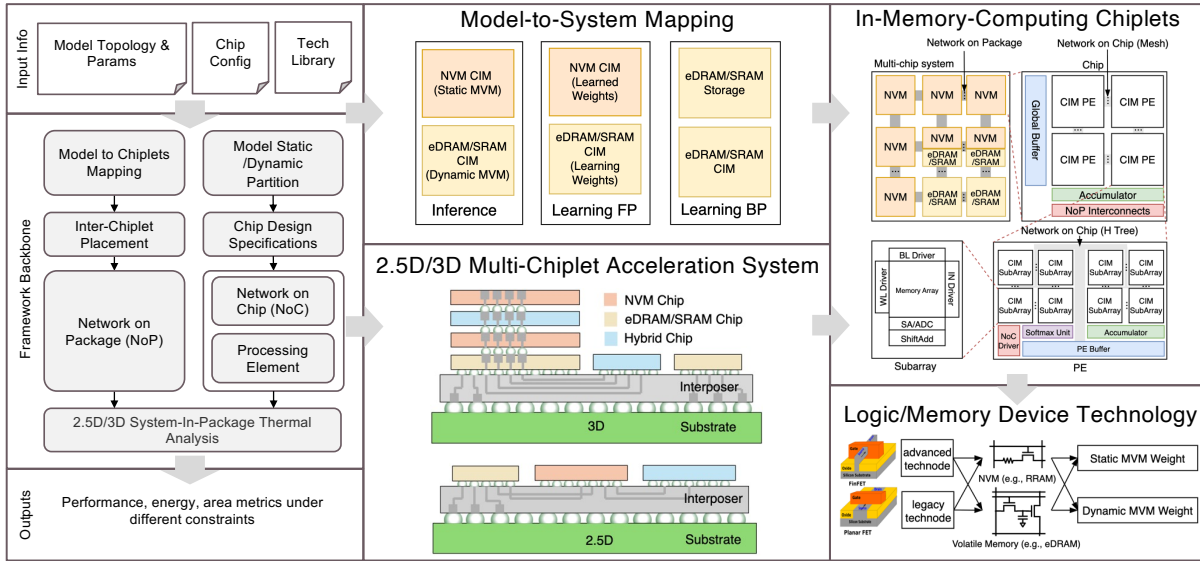 Input Info
Model Topology &
Params
Chip
Config
Tech
Library
Framework Backbone
Model to Chiplets
Mapping
Model Static
/Dynamic
Partition
Inter-Chiplet
Placement
Chip Design
Specifications
Network on
Package (NoP)
Network on
Chip (NoC)
Processing
Element
2.5D/3D System-In-Package Thermal
Analysis
Outputs
Performance, energy, area metrics under
different constraints
Model-to-System Mapping
NVM CIM
(Static MVM)
eDRAM/SRAM
CIM
(Dynamic MVM)
Inference
NVM CIM
(Learned
Weights)
eDRAM/SRAM
CIM
(Learning
Weights)
Learning FP
eDRAM/SRAM
Storage
eDRAM/SRAM
CIM
Learning BP
2.5D/3D Multi-Chiplet Acceleration System
NVM Chip
eDRAM/SRAM Chip
Hybrid Chip
Interposer
3D
Substrate
Interposer
2.5D
Substrate
In-Memory-Computing Chiplets
Network on Package
Network on Chip (Mesh)
Multi-chip system
Chip
NVM
NVM
NVM
NVM
NVM
NVM
eDRAM
/SRAM
eDRAM
/SRAM
NVM
eDRAM
/SRAM
eDRAM
/SRAM
Global Buffer
CIM PE
CIM PE
CIM PE
CIM PE
Accumulator
NoP Interconnects
Network on Chip (H Tree)
BL Driver
WL Driver
Memory Array
IN Driver
SA/ADC
ShiftAdd
Subarray
CIM
SubArray
CIM
SubArray
CIM
SubArray
CIM
SubArray
CIM
SubArray
CIM
SubArray
CIM
SubArray
CIM
SubArray
NoC
Driver
Softmax Unit
Accumulator
PE Buffer
PE
Logic/Memory Device Technology
Gate
Oxide
Silicon Substrate
FinFET
advanced
technode
NVM (e.g., RRAM)
Static MVM Weight
Gate
Oxide
Silicon Substrate
Planar FET
legacy
technode
Volatile Memory (e.g., eDRAM)
Dynamic MVM Weight